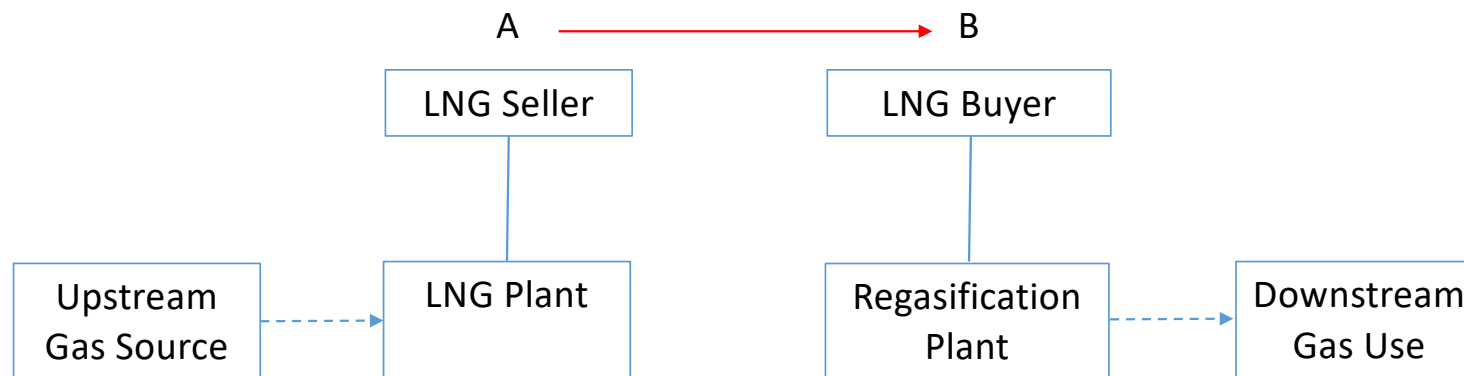 A
B
LNG Seller
LNG Buyer
Upstream
Gas Source
LNG Plant
Regasification
Plant
Downstream
Gas Use